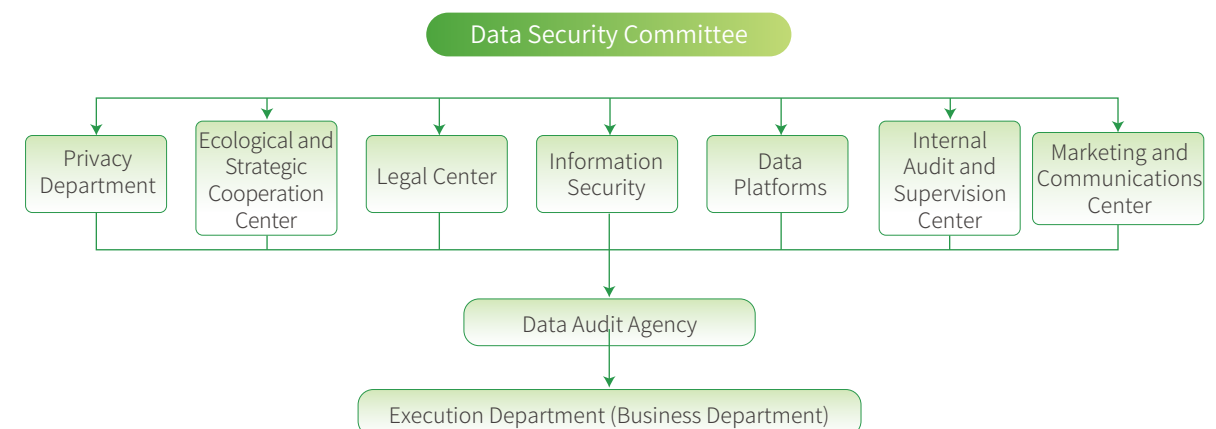 Data Security Committee
Privacy
Department
Ecological and
Strategic
Cooperation
Center
Legal Center
Information
Security
Data
Platforms
Internal
Audit and
Supervision
Center
Marketing and
Communications
Center
Data Audit Agency
Execution Department (Business Department)